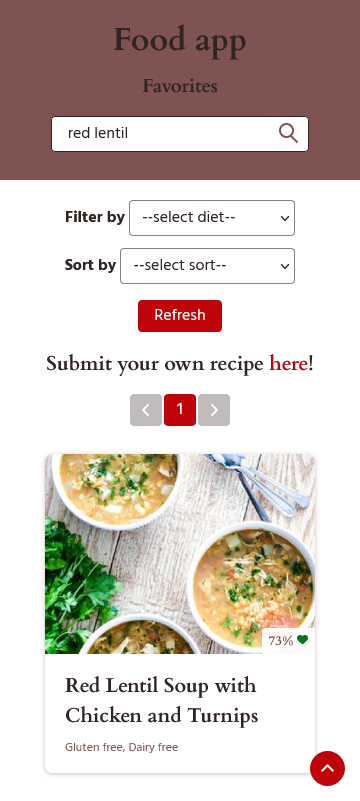 Food app
Favorites
red lentil
Filter by --select diet--
Sort by --select sort--
Refresh
Submit your own recipe here!
1
73%
Red Lentil Soup with
Chicken and Turnips
Gluten free, Dairy free